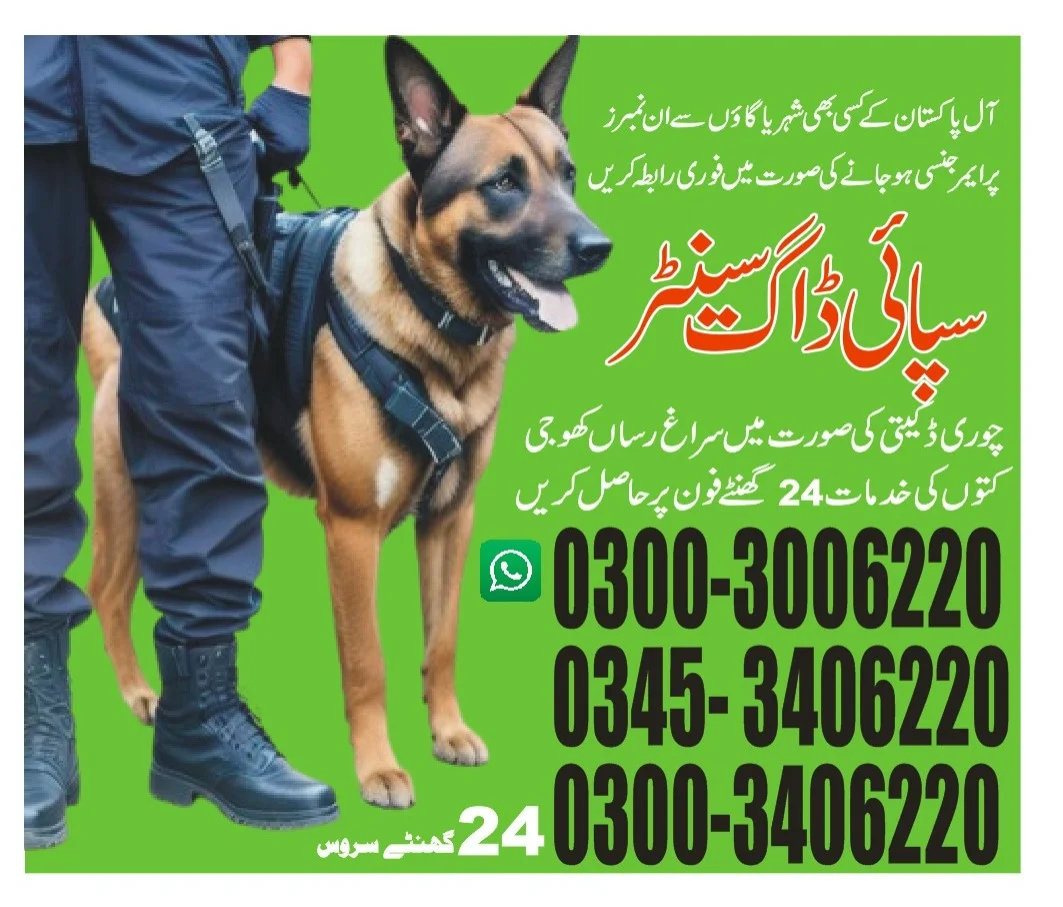 آل پاکستان کے کسی بھی شہر یا گاؤں سے ان نمبرز
پر ایمرجنسی ہو جانے کی صورت میں فوری رابطہ کریں
سپائی ڈاگ سینٹر
چوری ڈکیتی کی صورت میں سراغ رساں کھوجی
کتوں کی خدمات 24 گھنٹے فون پر حاصل کریں
0300-3006220
0345-3406220
0300-3406220
24 گھنٹے سروس